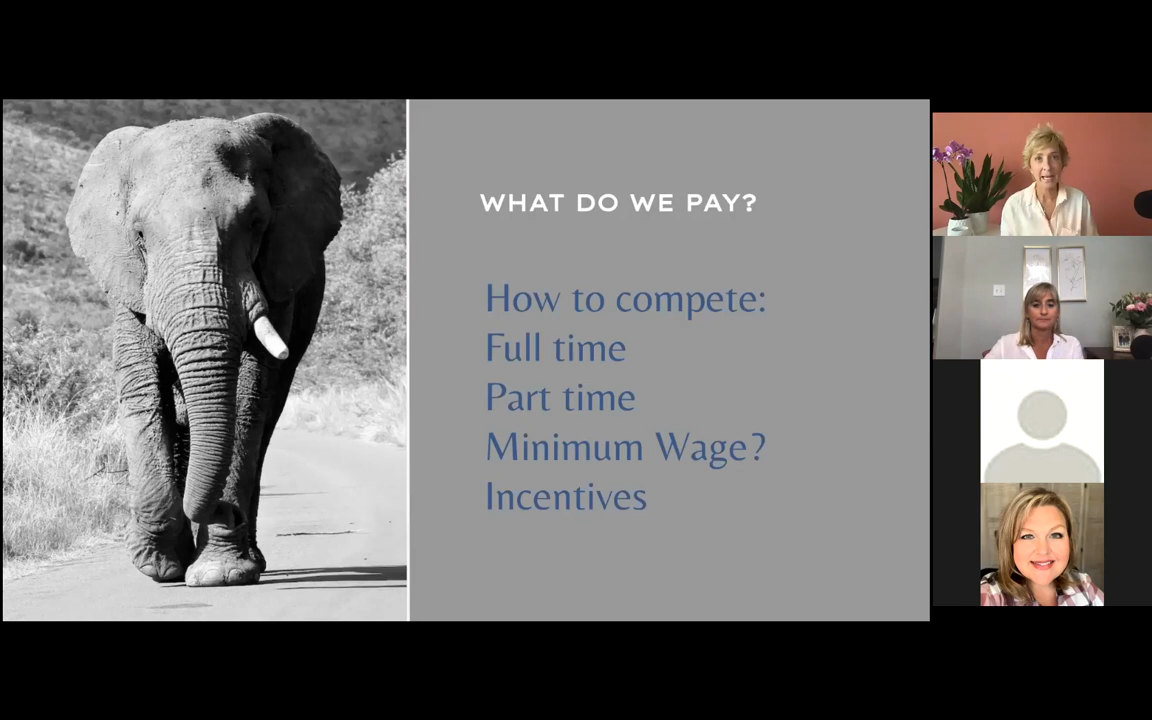 WHAT DO WE PAY?
How to compete:
Full time
Part time
Minimum Wage?
Incentives